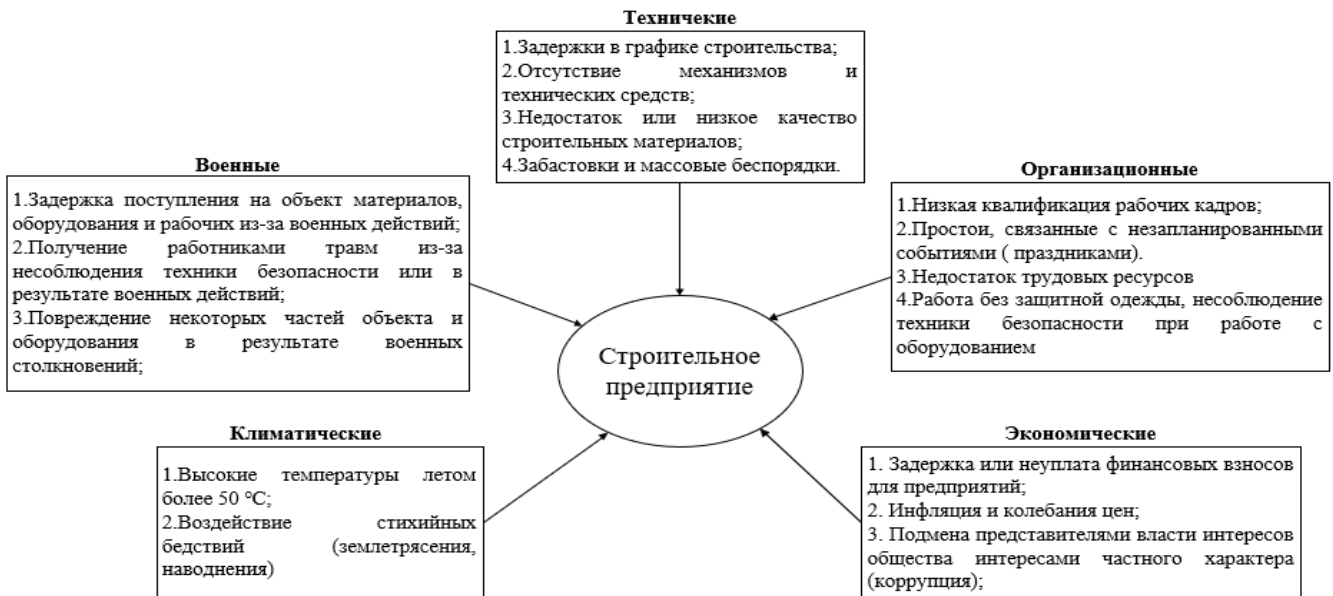 Техничекие
1.Задержки в графике строительства;
2.Отсутствие механизмов и
технических средств;
3.Недостаток или низкое качество
строительных материалов;
4.Забастовки и массовые беспорядки.
Военные
1.Задержка поступления на объект материалов,
оборудования и рабочих из-за военных действий;
2.Получение работниками травм из-за
несоблюдения техники безопасности или в
результате военных действий;
3.Повреждение некоторых частей объекта и
оборудования в результате военных
столкновений;
Организационные
1.Низкая квалификация рабочих кадров;
2.Простои, связанные с незапланированными
событиями ( праздниками).
3.Недостаток трудовых ресурсов
4.Работа без защитной одежды, несоблюдение
техники безопасности при работе с
оборудованием
Строительное
предприятие
Климатические
1.Высокие температуры летом
более 50 °С;
2.Воздействие стихийных
бедствий (землетрясения,
наводнения)
Экономические
1. Задержка или неуплата финансовых взносов
для предприятий;
2. Инфляция и колебания цен;
3. Подмена представителями власти интересов
общества интересами частного характера
(коррупция);